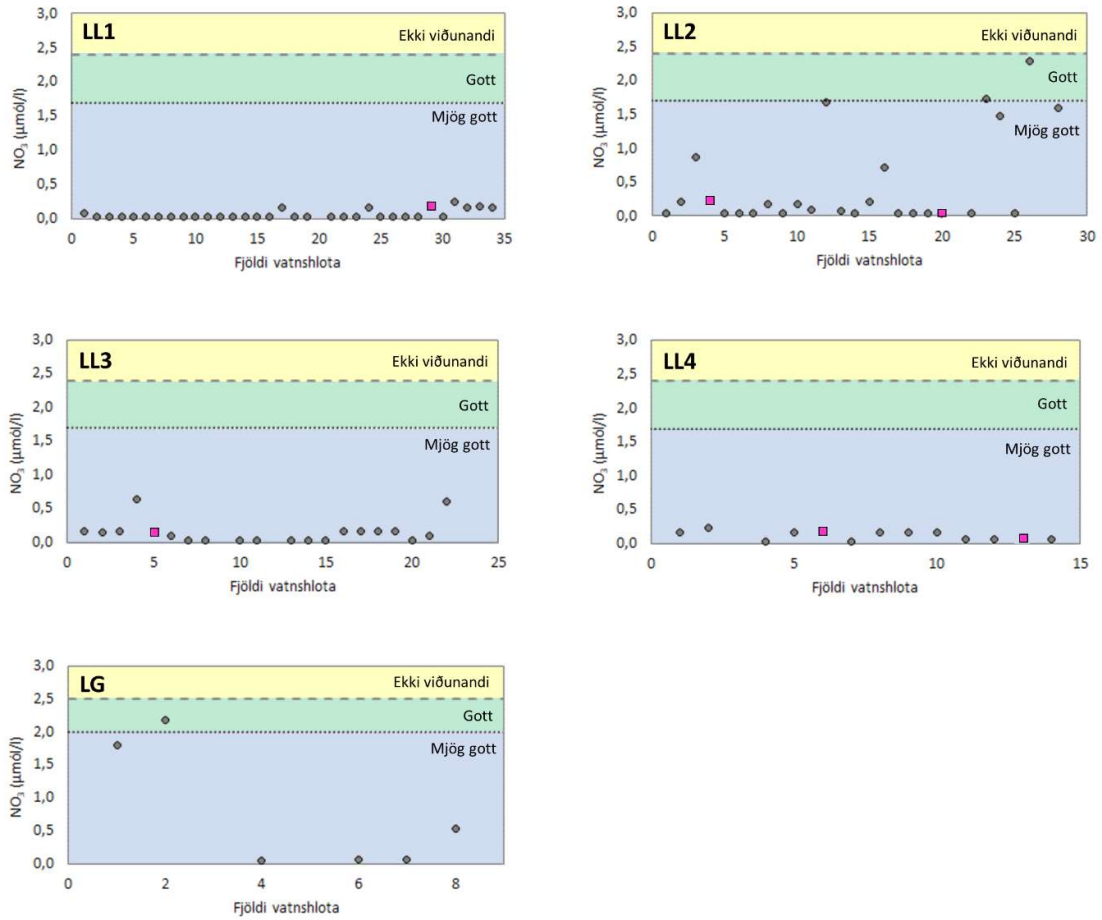 LL1
Ekki viðunandi
Gott
Mjög gott
NO3 (µmól/l)
3,0
2,5
2,0
1,5
1,0
0,5
0,0
0 5 10 15 20 25 30 35
Fjöldi vatnshlota
LL2
Ekki viðunandi
Gott
Mjög gott
NO3 (µmól/l)
3,0
2,5
2,0
1,5
1,0
0,5
0,0
0 5 10 15 20 25 30
Fjöldi vatnshlota
LL3
Ekki viðunandi
Gott
Mjög gott
NO3 (µmól/l)
3,0
2,5
2,0
1,5
1,0
0,5
0,0
0 5 10 15 20 25
Fjöldi vatnshlota
LL4
Ekki viðunandi
Gott
Mjög gott
NO3 (µmól/l)
3,0
2,5
2,0
1,5
1,0
0,5
0,0
0 5 10 15
Fjöldi vatnshlota
LG
Ekki viðunandi
Gott
Mjög gott
NO3 (µmól/l)
3,0
2,5
2,0
1,5
1,0
0,5
0,0
0 2 4 6 8
Fjöldi vatnshlota